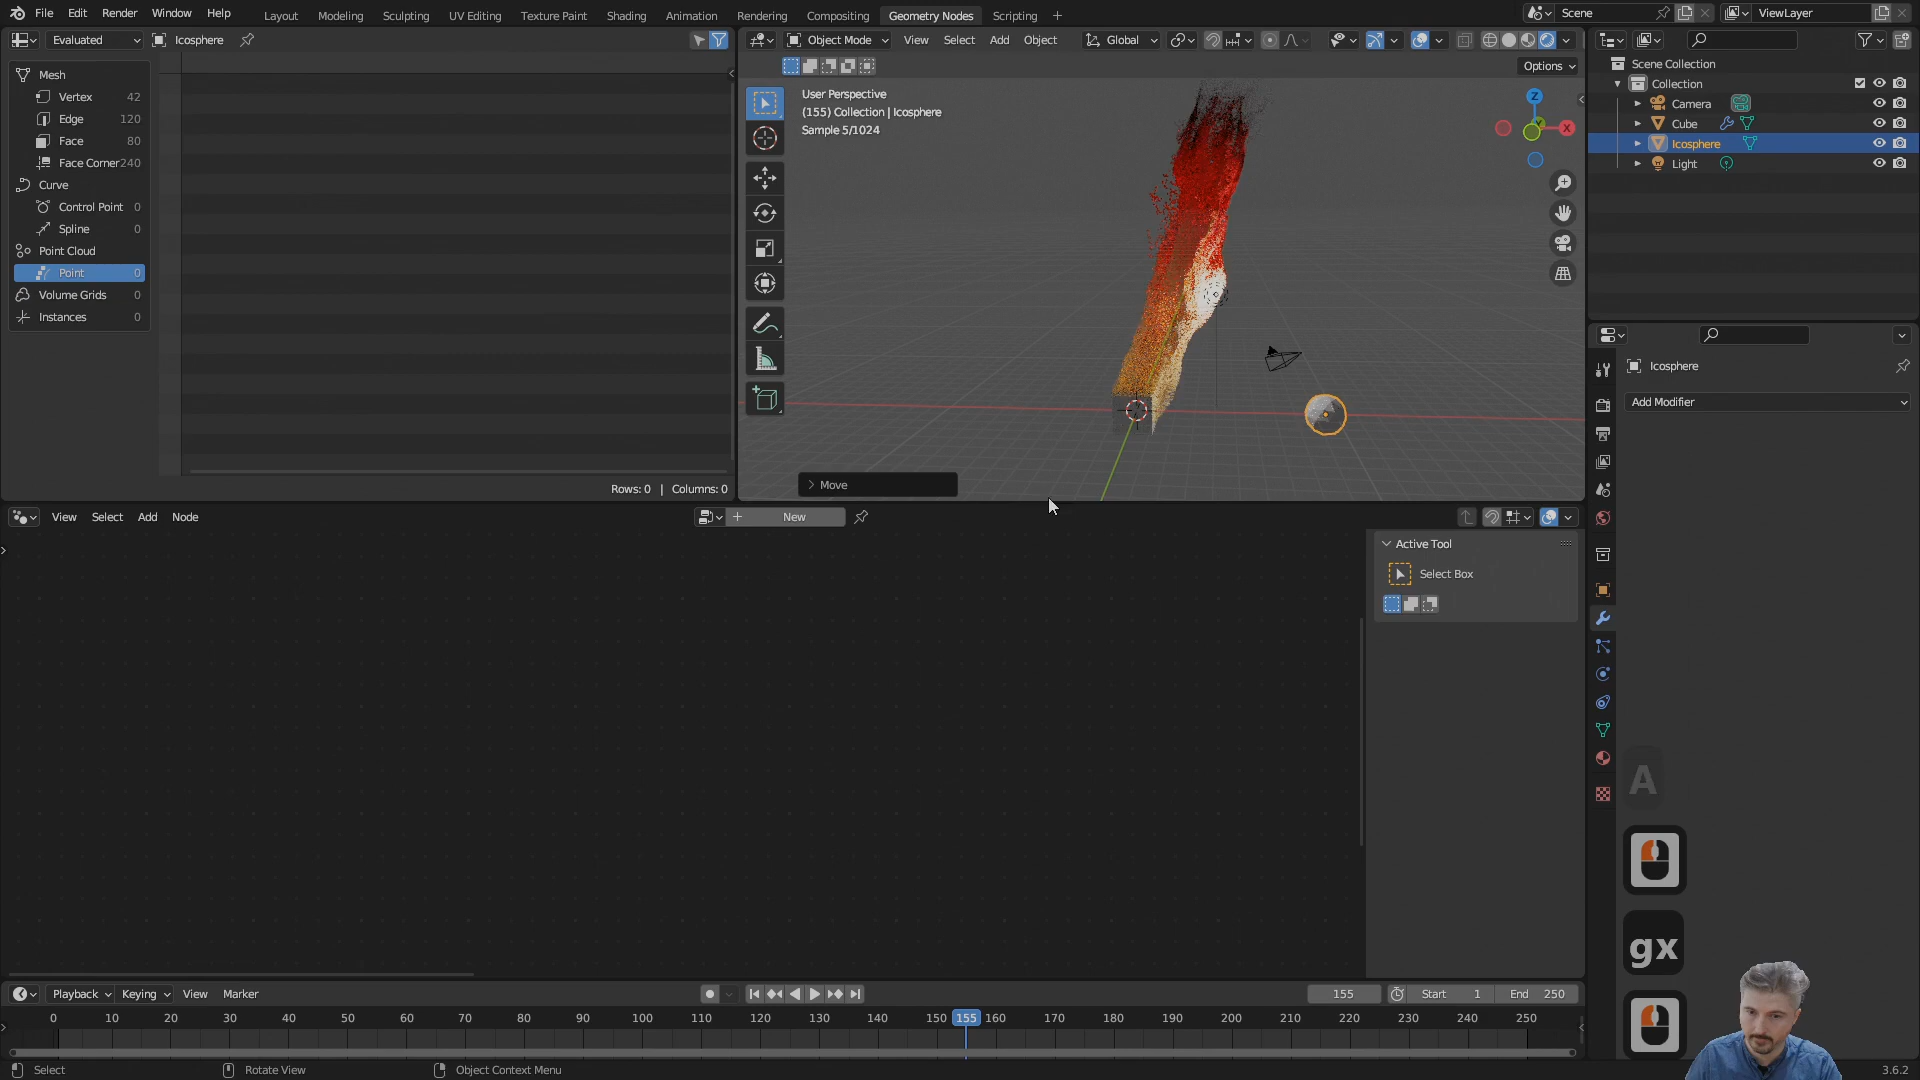 File Edit Render Window Help Layout Modeling Sculpting UV Editing Texture Paint Shading Animation Rendering Compositing Geometry Nodes Scripting + Scene ViewLayer
Evaluated Icosphere
Object Mode View Select Add Object Global
Options
Mesh
Vertex 42
Edge 120
Face 80
Face Corner 240
Curve
Control Point 0
Spline 0
Point Cloud
Point 0
Volume Grids 0
Instances 0
Rows: 0 | Columns: 0
User Perspective
(155) Collection | Icosphere
Sample 5/1024
Z
X
Move
Scene Collection
Collection
Camera
Cube
Icosphere
Light
Icosphere
Add Modifier
View Select Add Node
New
Active Tool
Select Box
A
gx
Playback Keying View Marker
155 Start 1 End 250
0 10 20 30 40 50 60 70 80 90 100 110 120 130 140 150 155 160 170 180 190 200 210 220 230 240 250
Select Rotate View Object Context Menu 3.6.2